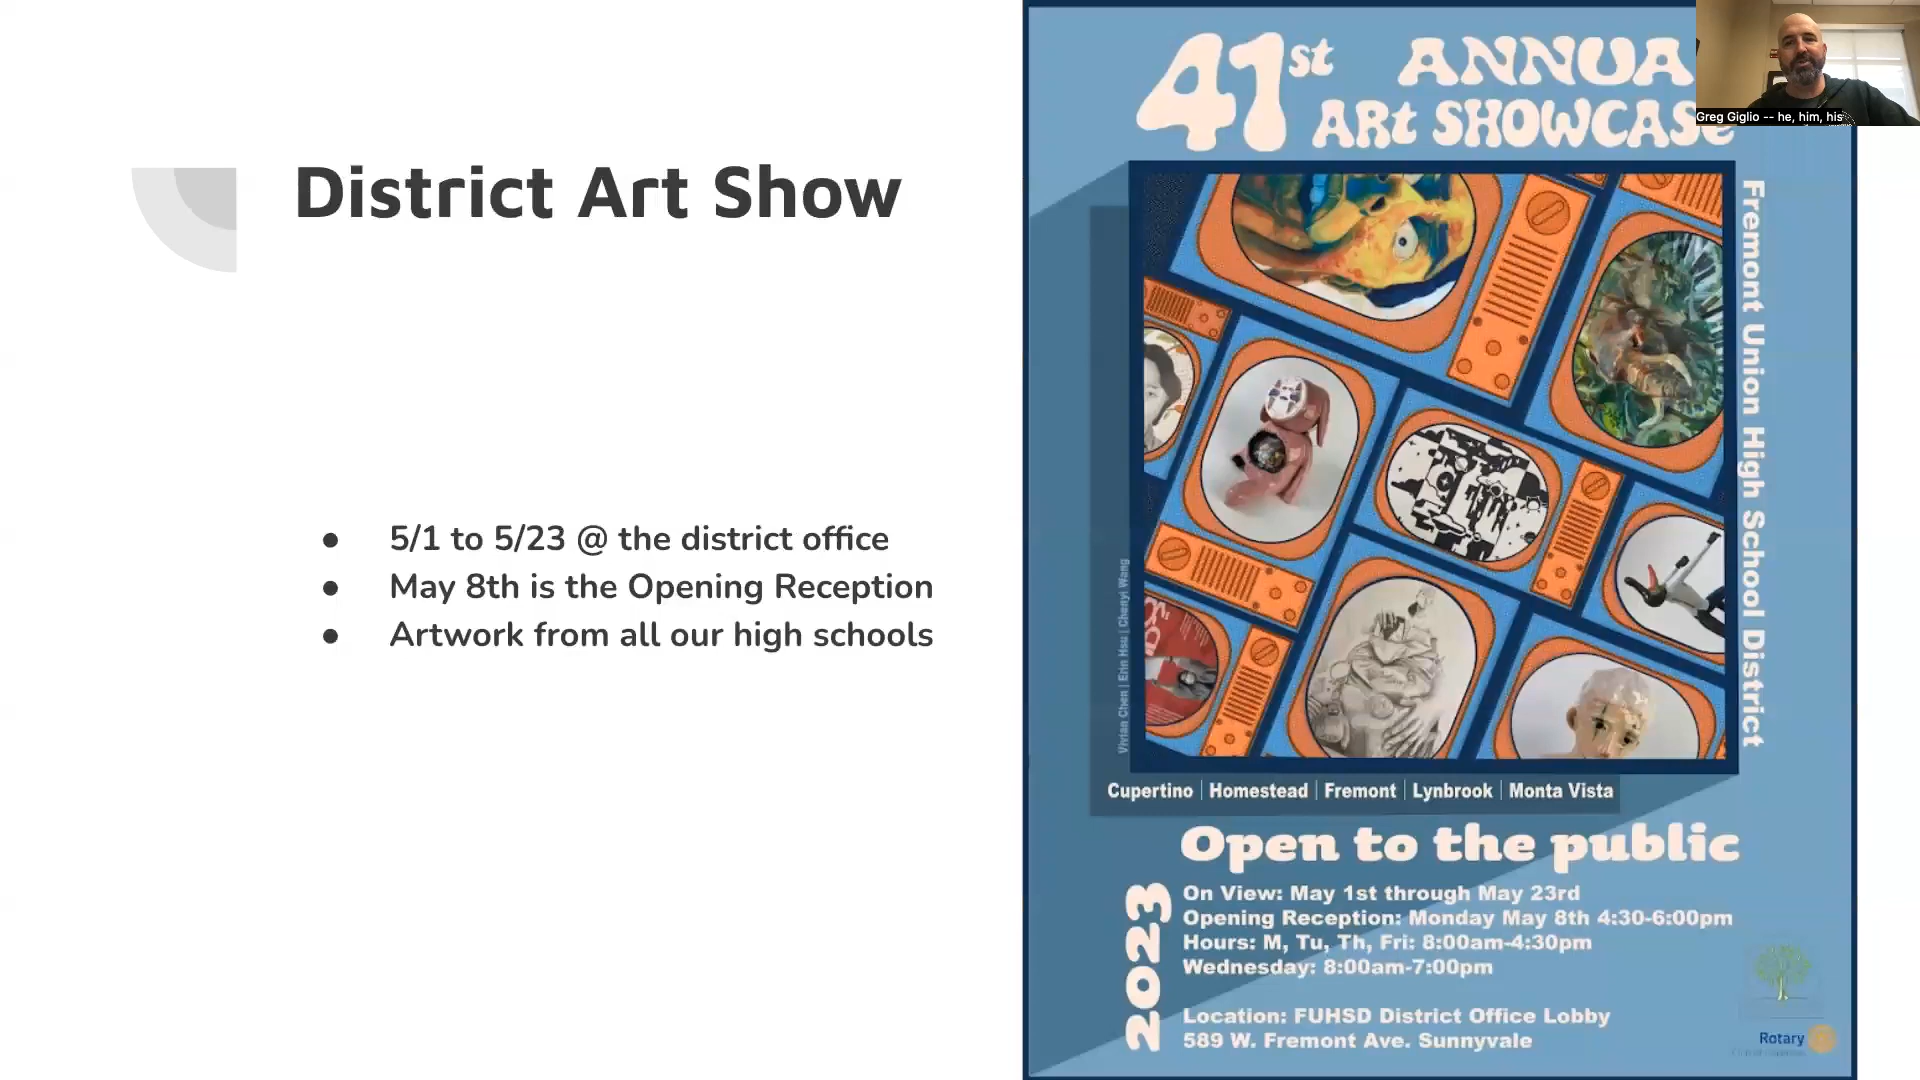 District Art Show
5/1 to 5/23 @ the district office
May 8th is the Opening Reception
Artwork from all our high schools
41st ANNUA
ART SHOWCASE
Greg Giglio -- he, him, his
Fremont Union High School District
Vivian Chen | Erin Hsu | Chenyi Wang
Cupertino | Homestead | Fremont | Lynbrook | Monta Vista
Open to the public
2023
On View: May 1st through May 23rd
Opening Reception: Monday May 8th 4:30-6:00pm
Hours: M, Tu, Th, Fri: 8:00am-4:30pm
Wednesday: 8:00am-7:00pm
Location: FUHSD District Office Lobby
589 W. Fremont Ave. Sunnyvale
Rotary